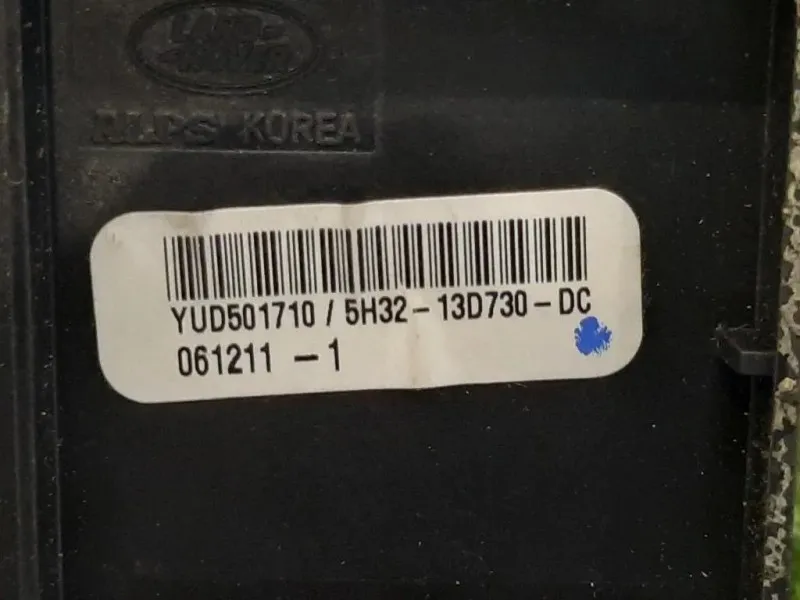 LAND-
ROVER
ALPS KOREA
YUD501710 / 5H32-13D730-DC
061211 -1